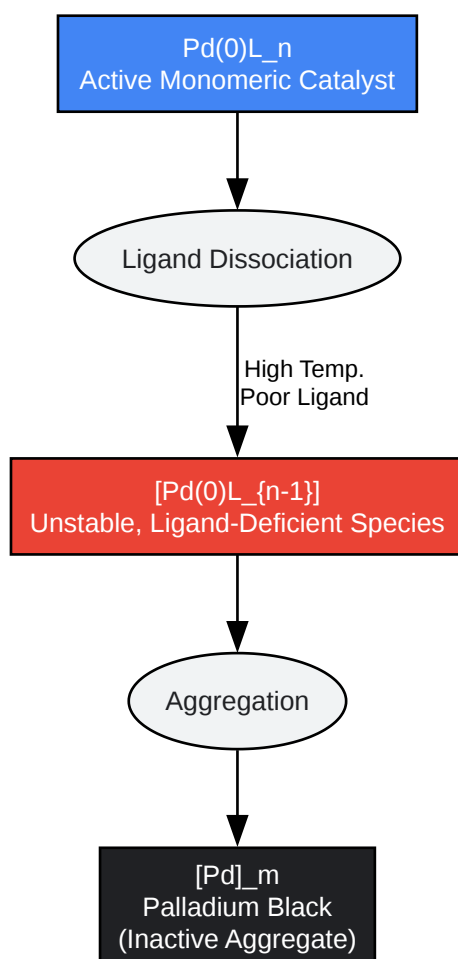 Pd(0)L_n
Active Monomeric Catalyst
Ligand Dissociation
High Temp.
Poor Ligand
[Pd(0)L_{n-1}]
Unstable, Ligand-Deficient Species
Aggregation
[Pd]_m
Palladium Black
(Inactive Aggregate)